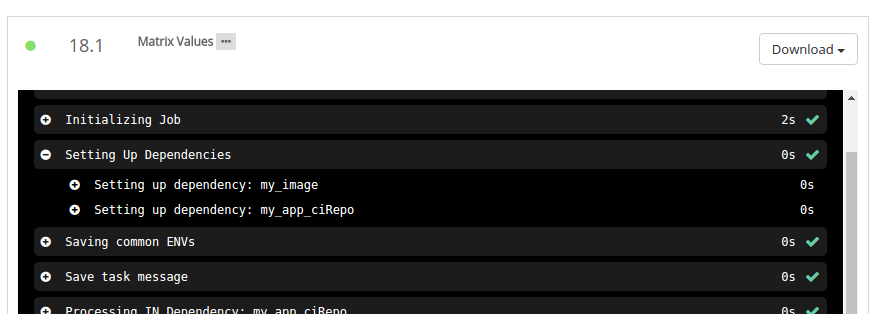 18.1 Matrix Values
Download
Initializing Job 2s
Setting Up Dependencies 0s
Setting up dependency: my_image 0s
Setting up dependency: my_app_ciRepo 0s
Saving common ENVs 0s
Save task message 0s
Processing IN Dependency: my_app_ciRepo 0s